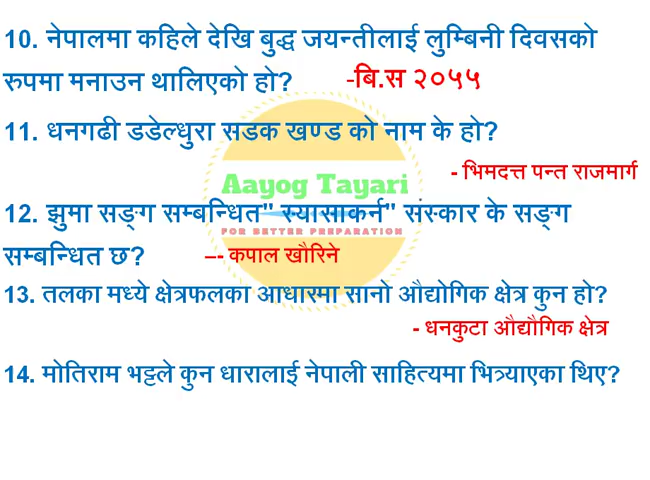 10. नेपालमा कहिले देखि बुद्ध जयन्तीलाई लुम्बिनी दिवसको
रुपमा मनाउन थालिएको हो? -बि.स २०५५
11. धनगढी डडेल्धुरा सडक खण्ड को नाम के हो?
- भिमदत्त पन्त राजमार्ग
Aayog Tayari
12. झुमा सङ्ग सम्बन्धित" स्यासाकर्न" संस्कार के सङ्ग
FOR BETTER PREPARATION
सम्बन्धित छ? –- कपाल खौरिने
13. तलका मध्ये क्षेत्रफलका आधारमा सानो औद्योगिक क्षेत्र कुन हो?
- धनकुटा औद्यौगिक क्षेत्र
14. मोतिराम भट्टले कुन धारालाई नेपाली साहित्यमा भित्र्याएका थिए?